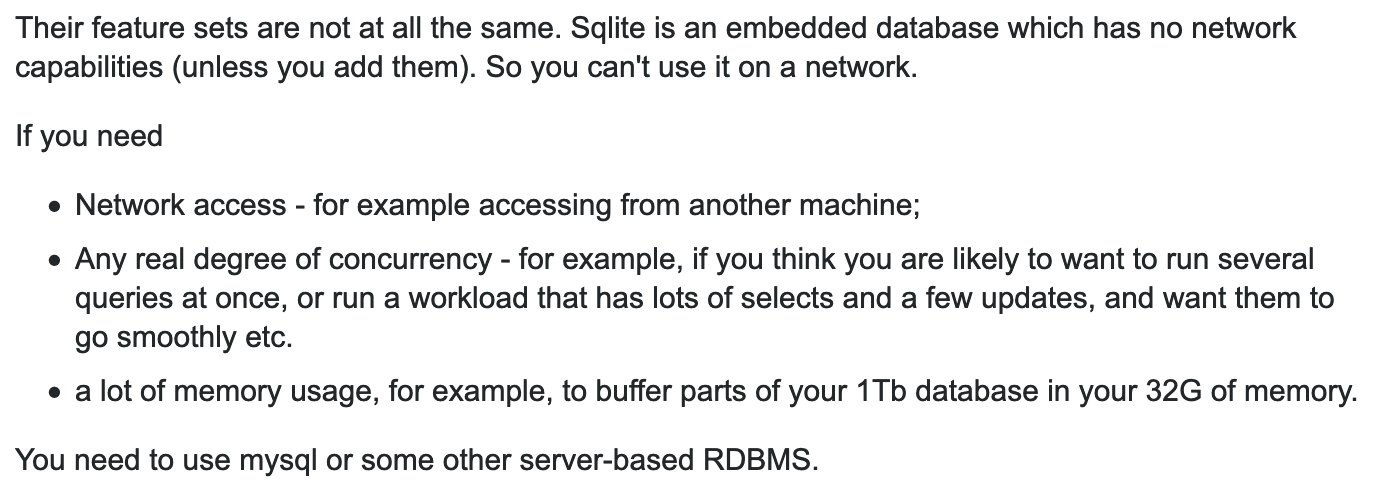 Their feature sets are not at all the same. Sqlite is an embedded database which has no network
capabilities (unless you add them). So you can't use it on a network.
If you need
• Network access - for example accessing from another machine;
• Any real degree of concurrency - for example, if you think you are likely to want to run several
queries at once, or run a workload that has lots of selects and a few updates, and want them to
go smoothly etc.
• a lot of memory usage, for example, to buffer parts of your 1Tb database in your 32G of memory.
You need to use mysql or some other server-based RDBMS.